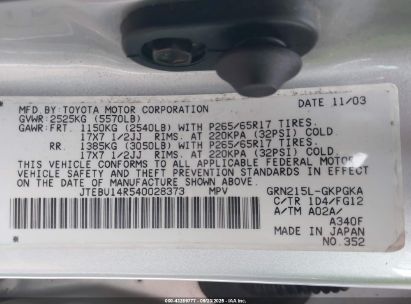 MFD.BY:TOYOTA MOTOR CORPORATION DATE 11/03
GVWR:2525KG (5570LB)
GAWR:FRT. 1150KG (2540LB) WITH P265/65R17 TIRES.
17X7 1/2JJ RIMS. AT 220KPA (32PSI) COLD.
RR. 1385KG (3050LB) WITH P265/65R17 TIRES.
17X7 1/2JJ RIMS. AT 220KPA (32PSI) COLD.
THIS VEHICLE CONFORMS TO ALL APPLICABLE FEDERAL MOTOR
VEHICLE SAFETY STANDARDS IN EFFECT ON THE
DATE OF MANUFACTURE SHOWN ABOVE.
JTEBU14R540028373 MPV GRN215L-GKPGKA
C/TR 1D4/FG12
A/TM A02A/
A340F
MADE IN JAPAN
NO.352